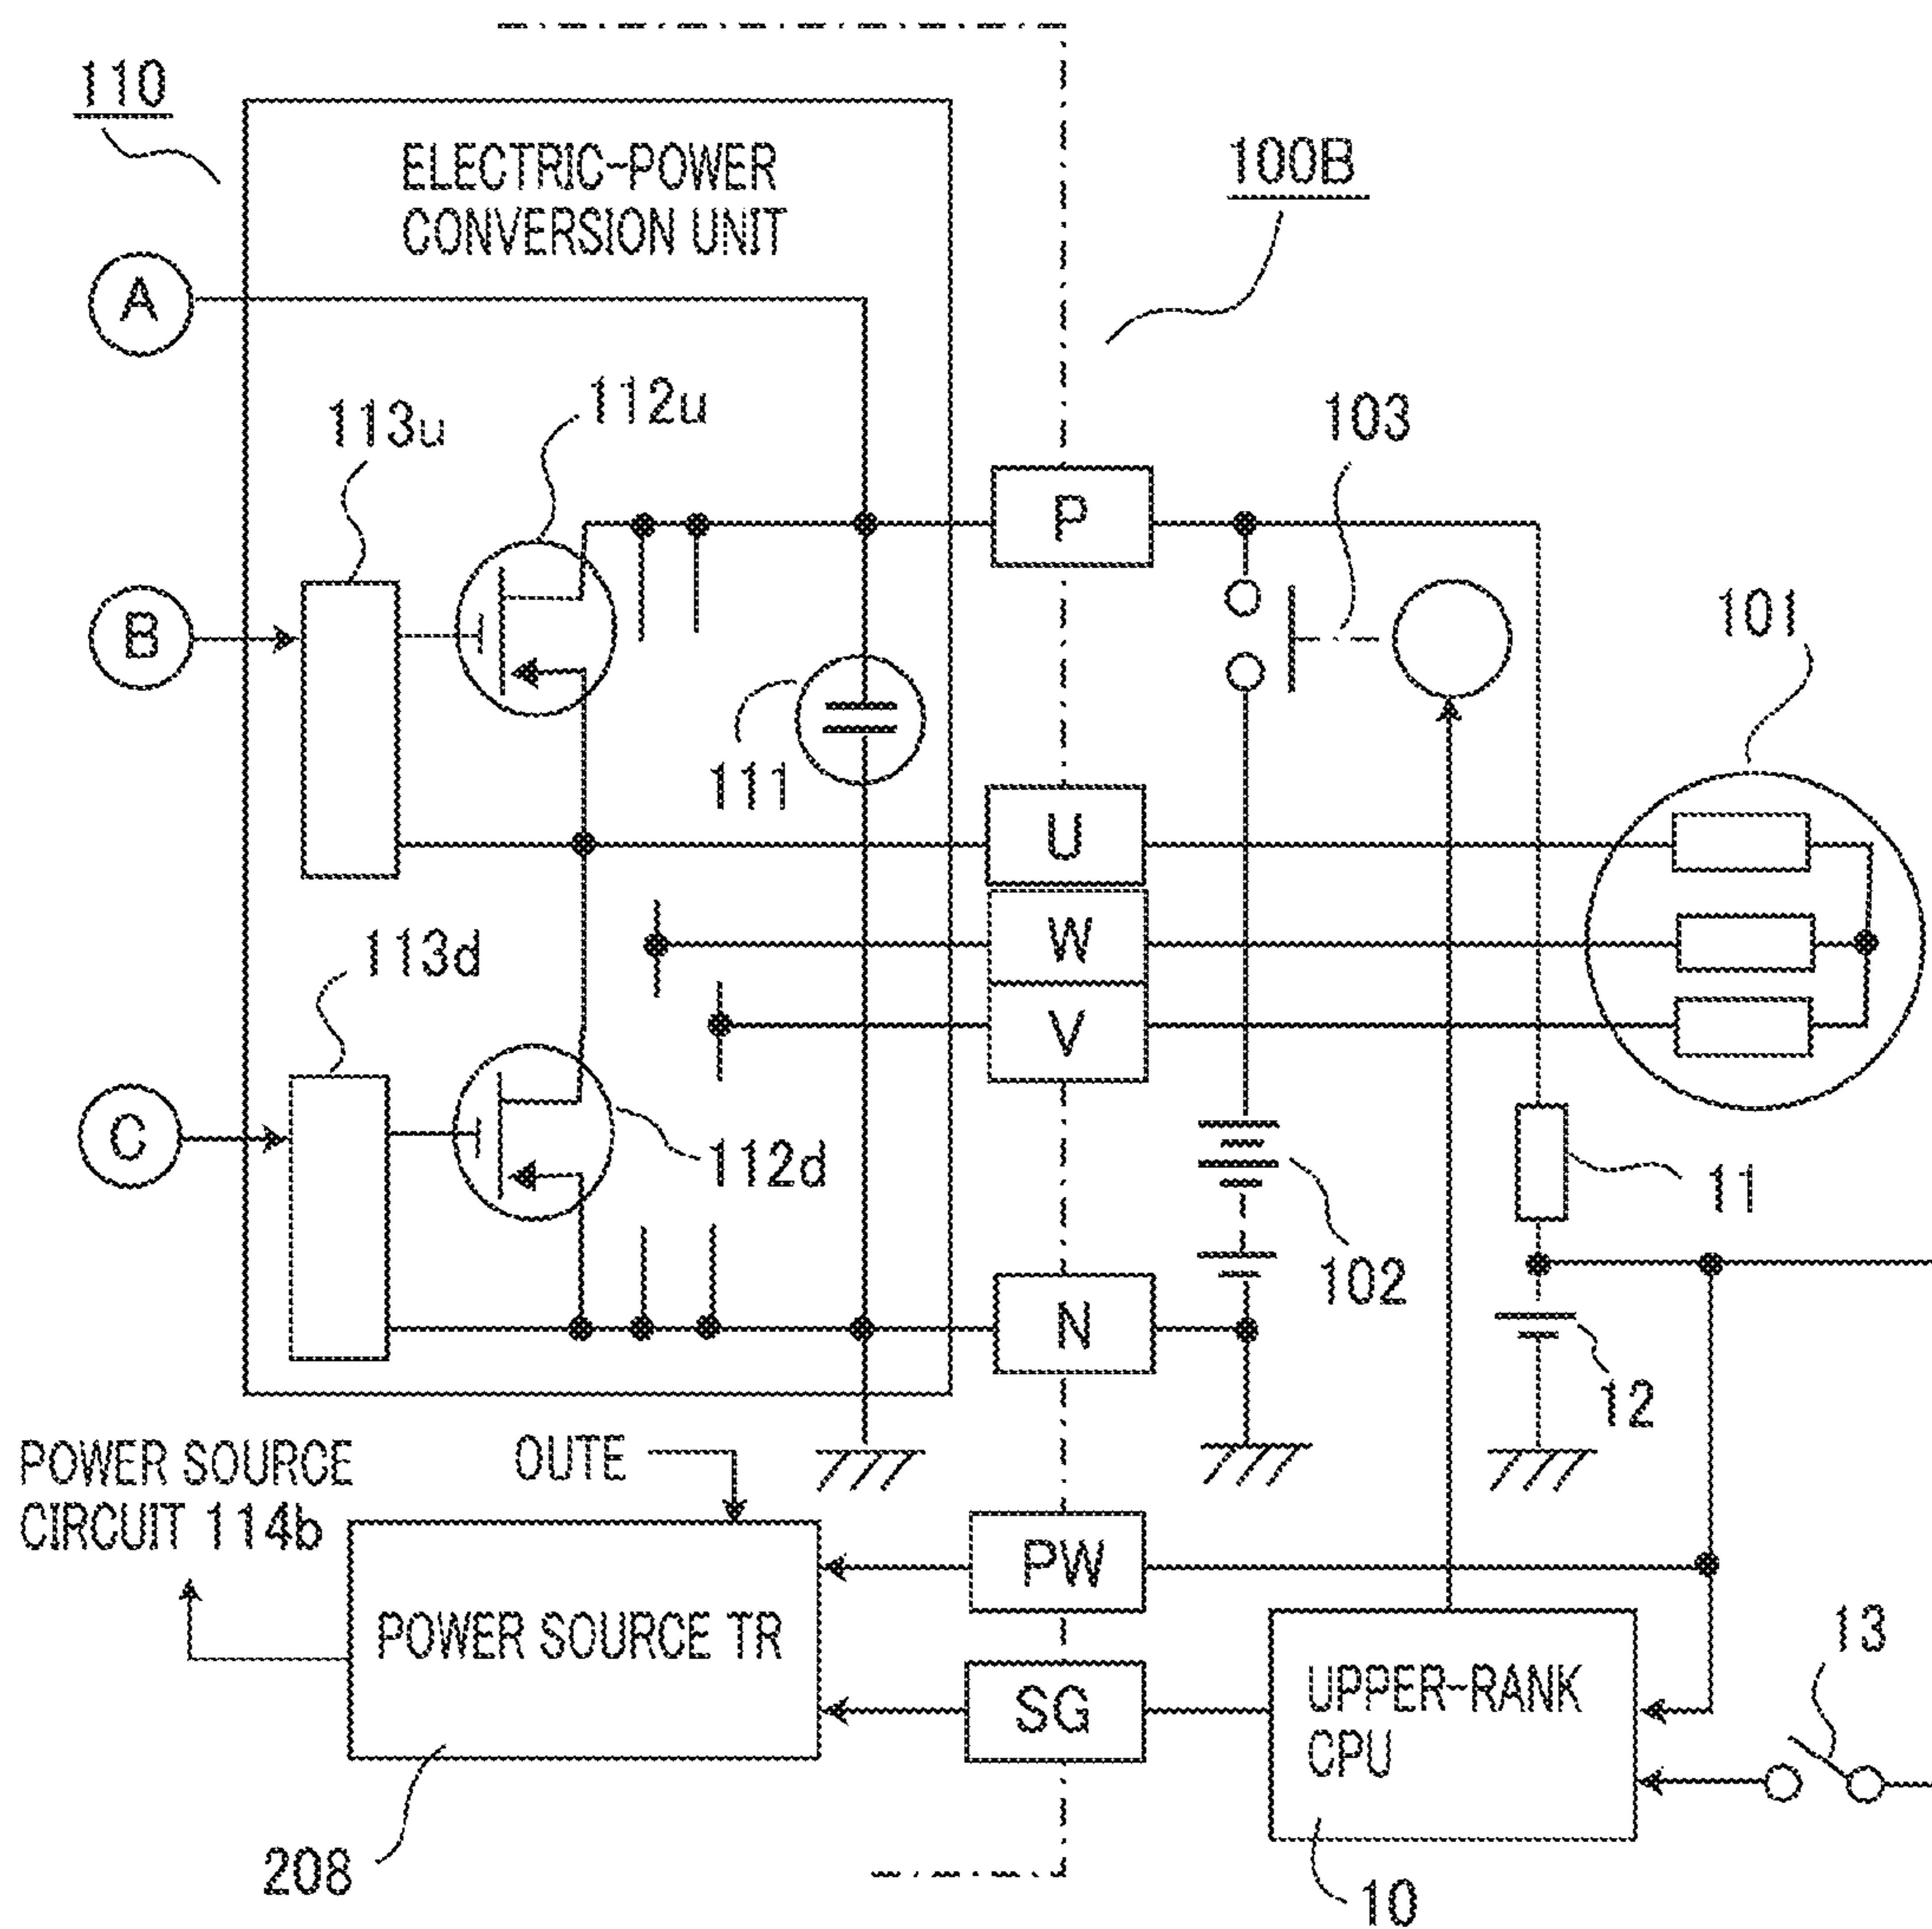 110
ELECTRIC-POWER
CONVERSION UNIT
100B
A
113u
112u
103
P
B
101
111
U
W
113d
V
C
112d
11
102
N
12
POWER SOURCE
CIRCUIT 114b
OUTE
PW
POWER SOURCE TR
13
SG
UPPER-RANK
CPU
208
10